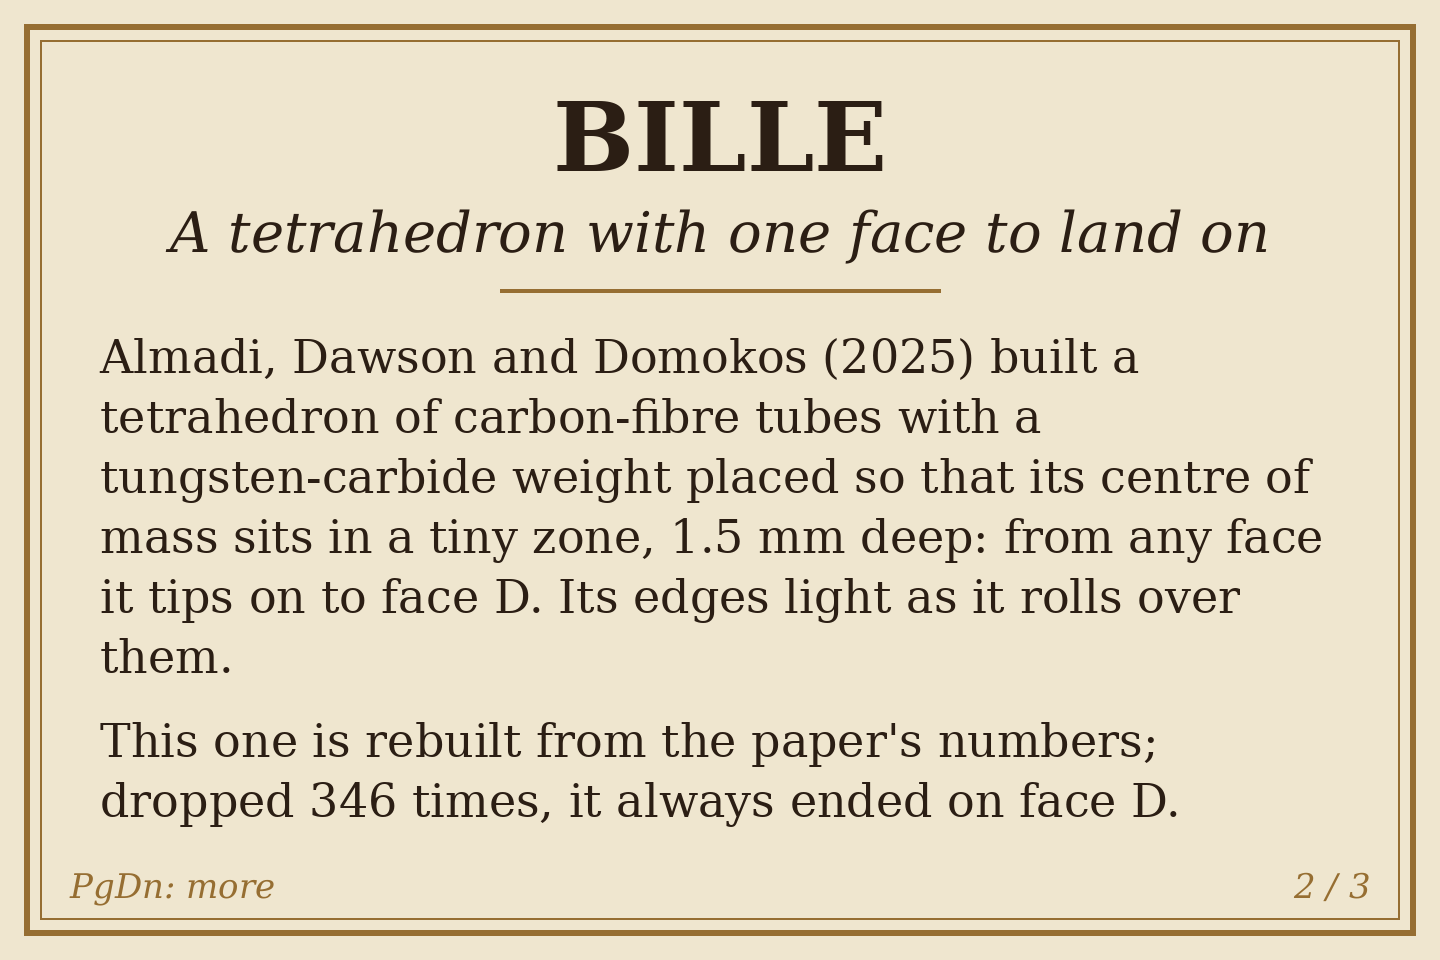 BILLE
A tetrahedron with one face to land on
Almadi, Dawson and Domokos (2025) built a
tetrahedron of carbon-fibre tubes with a
tungsten-carbide weight placed so that its centre of
mass sits in a tiny zone, 1.5 mm deep: from any face
it tips on to face D. Its edges light as it rolls over
them.
This one is rebuilt from the paper's numbers;
dropped 346 times, it always ended on face D.
PgDn: more
2 / 3